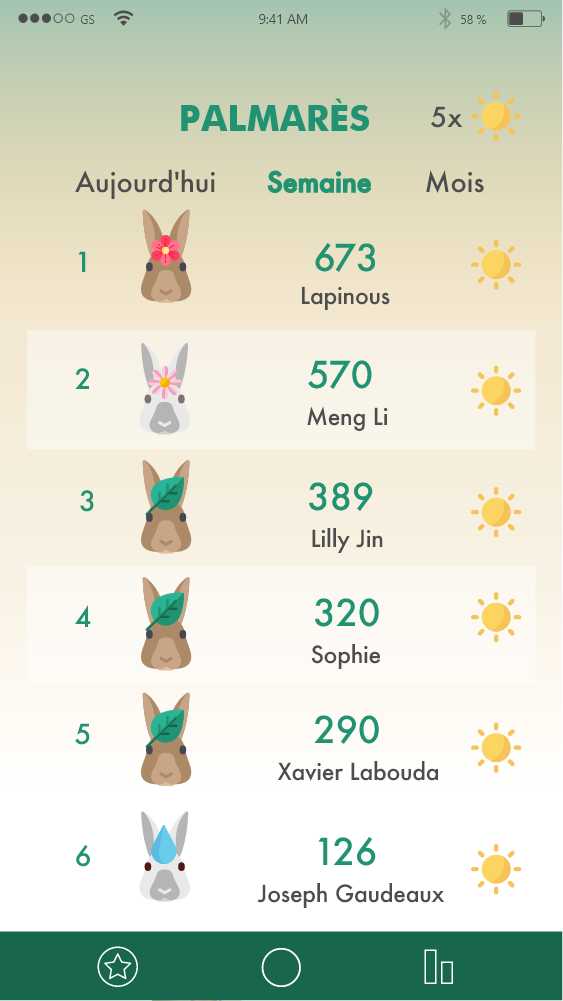 GS 9:41 AM 58 %
PALMARÈS 5x
Aujourd'hui Semaine Mois
1 673
Lapinous
2 570
Meng Li
3 389
Lilly Jin
4 320
Sophie
5 290
Xavier Labouda
6 126
Joseph Gaudeaux